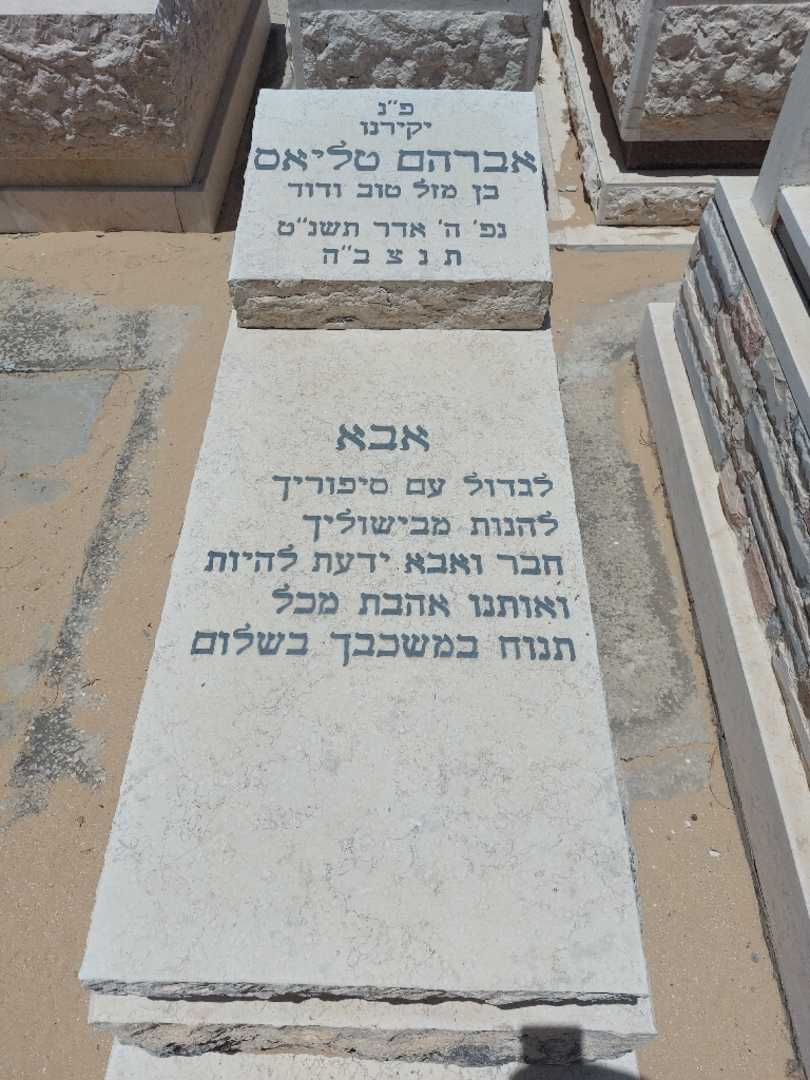 פ"נ
יקירנו
אברהם טליאס
בן מזל טוב ודוד
נפ' ה' אדר תשנ"ט
ת נ צ ב"ה
אבא
לגדול עם סיפוריך
להנות מבישוליך
חבר ואבא ידעת להיות
ואותנו אהבת מכל
תנוח במשכבך בשלום